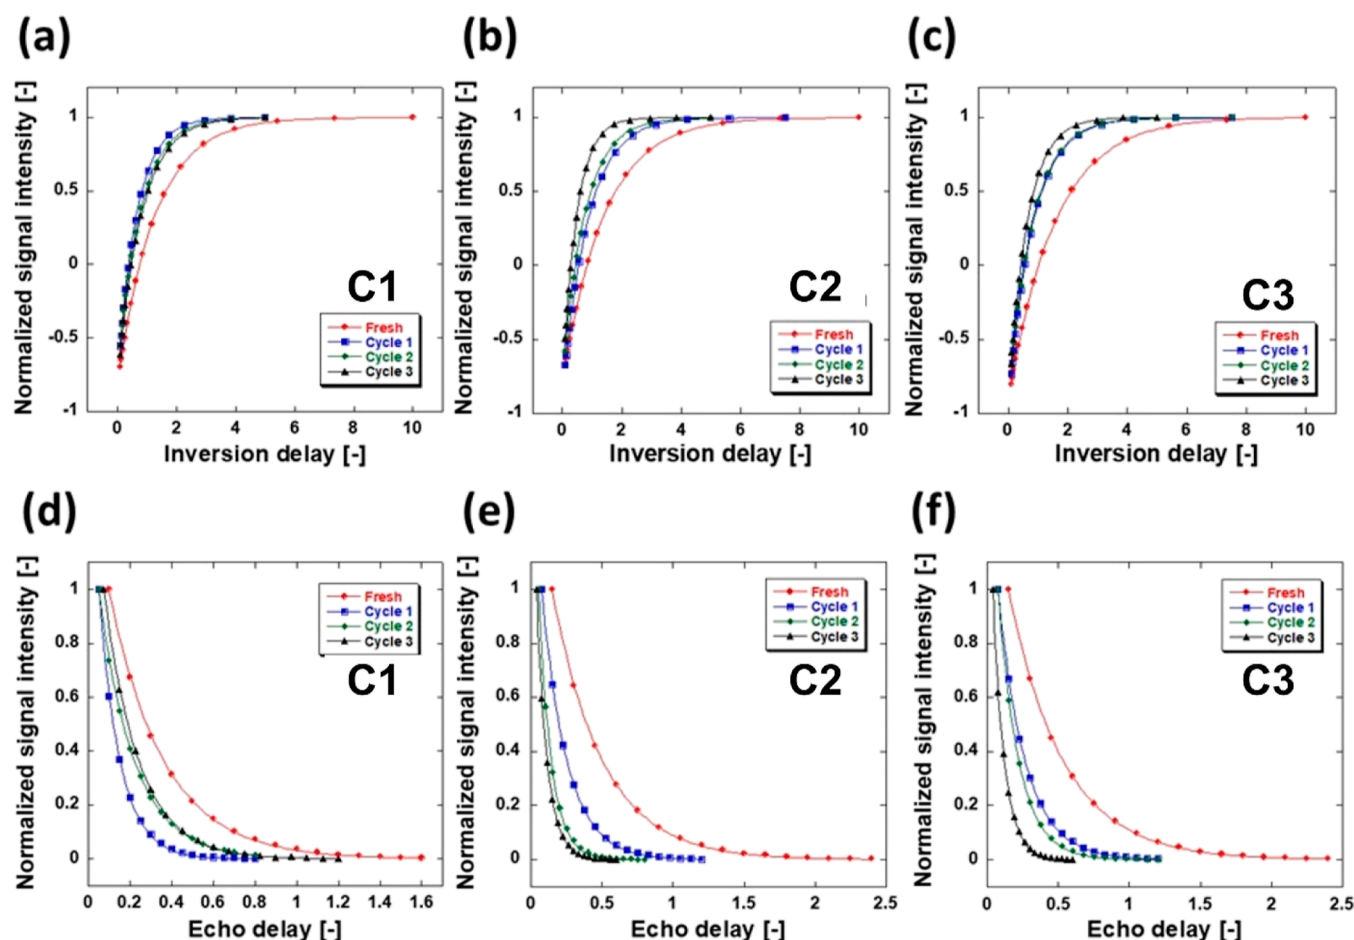 (a)
(b)
(c)
Normalized signal intensity [-]
1
0.5
0
-0.5
-1
C1
Fresh
Cycle 1
Cycle 2
Cycle 3
0 2 4 6 8 10
Inversion delay [-]
Normalized signal intensity [-]
1
0.5
0
-0.5
-1
C2
Fresh
Cycle 1
Cycle 2
Cycle 3
0 2 4 6 8 10
Inversion delay [-]
Normalized signal intensity [-]
1
0.5
0
-0.5
-1
C3
Fresh
Cycle 1
Cycle 2
Cycle 3
0 2 4 6 8 10
Inversion delay [-]
(d)
(e)
(f)
Normalized signal intensity [-]
1
0.8
0.6
0.4
0.2
0
Fresh
Cycle 1
Cycle 2
Cycle 3
C1
0 0.2 0.4 0.6 0.8 1 1.2 1.4 1.6
Echo delay [-]
Normalized signal intensity [-]
1
0.8
0.6
0.4
0.2
0
Fresh
Cycle 1
Cycle 2
Cycle 3
C2
0 0.5 1 1.5 2 2.5
Echo delay [-]
Normalized signal intensity [-]
1
0.8
0.6
0.4
0.2
0
Fresh
Cycle 1
Cycle 2
Cycle 3
C3
0 0.5 1 1.5 2 2.5
Echo delay [-]